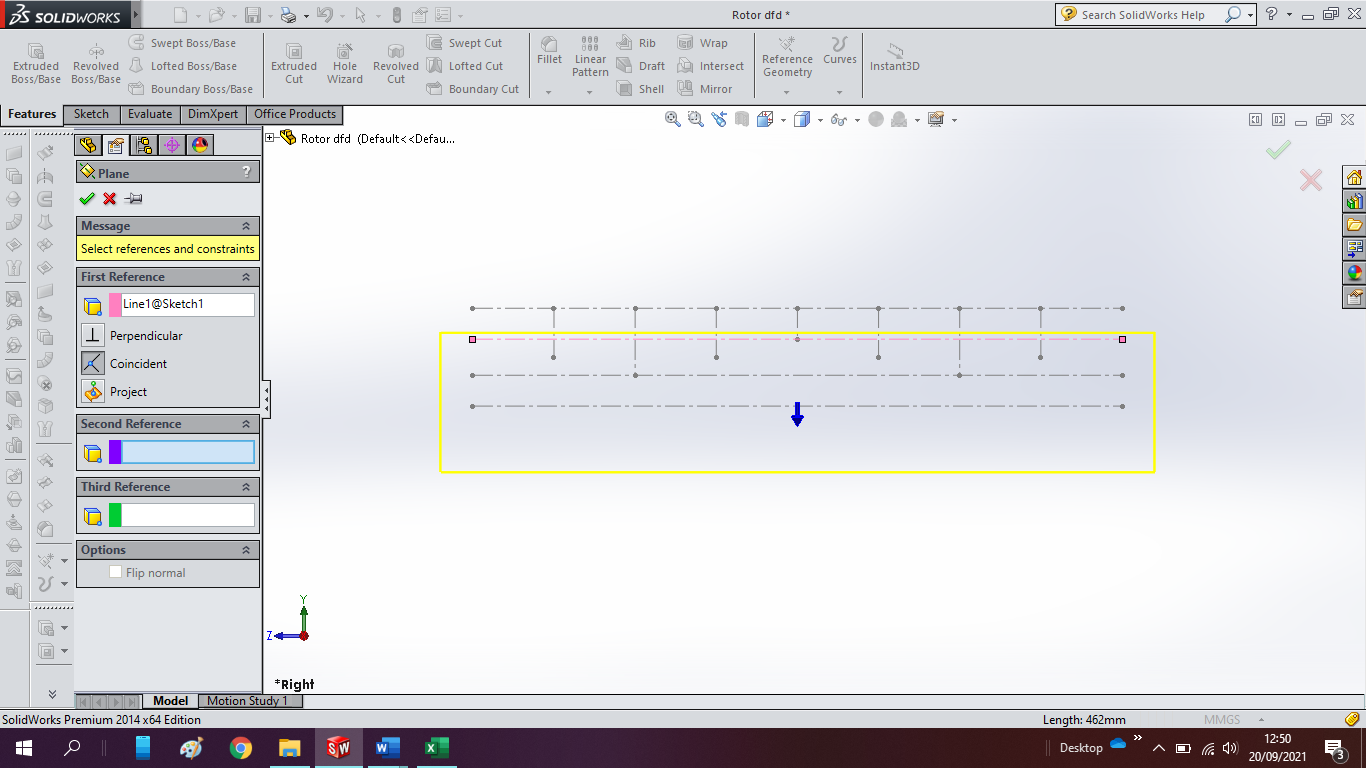 SOLIDWORKS
Rotor dfd *
Search SolidWorks Help
Extruded Boss/Base
Revolved Boss/Base
Swept Boss/Base
Lofted Boss/Base
Boundary Boss/Base
Extruded Cut
Hole Wizard
Revolved Cut
Swept Cut
Lofted Cut
Boundary Cut
Fillet
Linear Pattern
Rib
Draft
Shell
Wrap
Intersect
Mirror
Reference Geometry
Curves
Instant3D
Features
Sketch
Evaluate
DimXpert
Office Products
Rotor dfd (Default<<Defau...
Plane
?
Message
Select references and constraints
First Reference
Line1@Sketch1
Perpendicular
Coincident
Project
Second Reference
Third Reference
Options
Flip normal
Y
Z
*Right
Model
Motion Study 1
SolidWorks Premium 2014 x64 Edition
Length: 462mm
MMGS
Desktop
12:50
20/09/2021
3